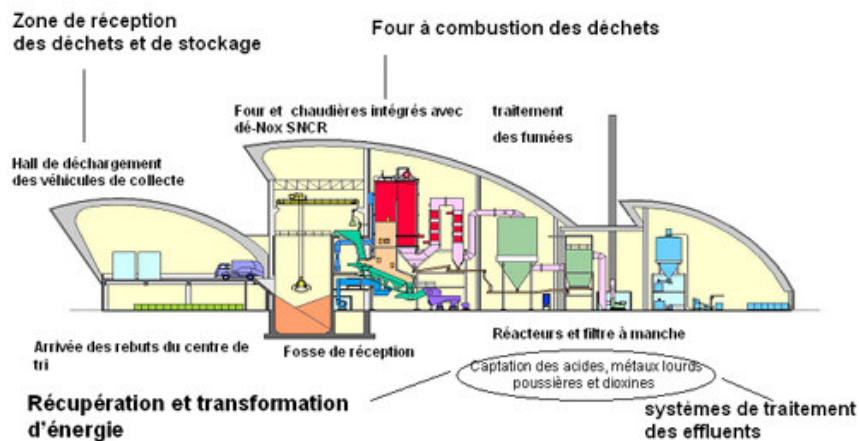 Zone de réception
des déchets et de stockage
Four à combustion des déchets
Four et chaudières intégrés avec
dé-Nox SNCR
traitement
des fumées
Hall de déchargement
des véhicules de collecte
Arrivée des rebuts du centre de
tri
Fosse de réception
Réacteurs et filtre à manche
Captation des acides, métaux lourds
poussières et dioxines
Récupération et transformation
d'énergie
systèmes de traitement
des effluents